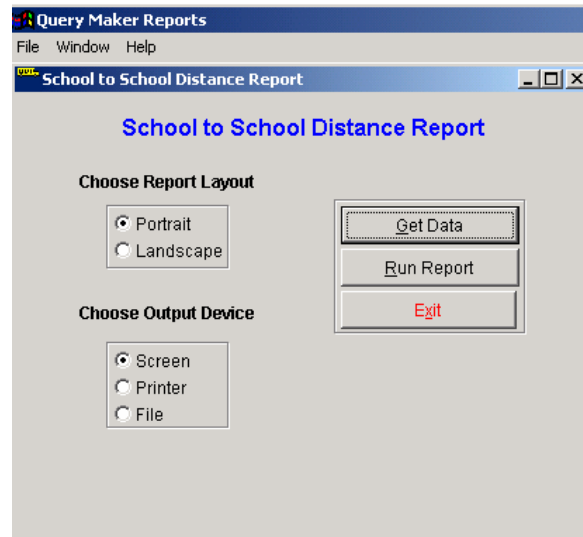 Query Maker Reports
File Window Help
School to School Distance Report
School to School Distance Report
Choose Report Layout
Portrait
Landscape
Get Data
Run Report
Exit
Choose Output Device
Screen
Printer
File